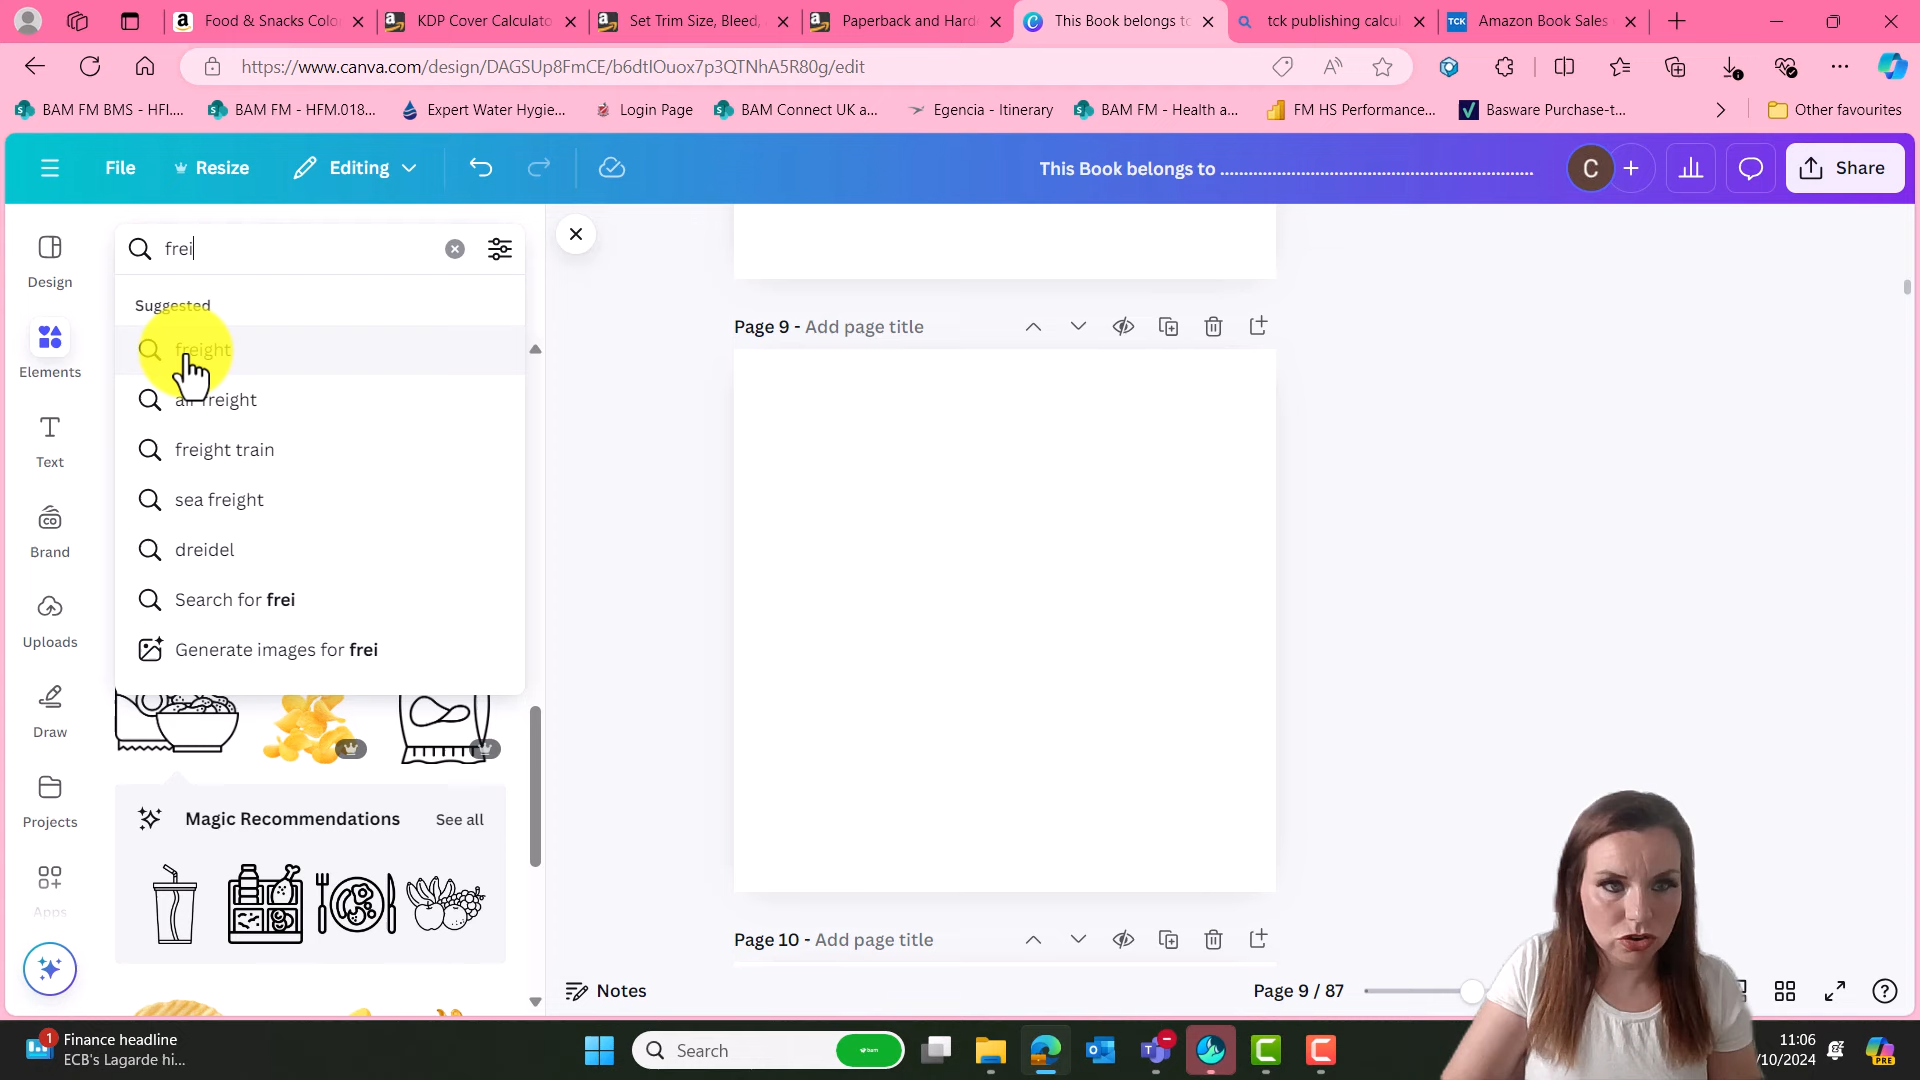 Food & Snacks Colo
KDP Cover Calculato
Set Trim Size, Bleed,
Paperback and Hard
This Book belongs to
tck publishing calcul
TCK
Amazon Book Sales
https://www.canva.com/design/DAGSUp8FmCE/b6dtIOuox7p3QTNhA5R80g/edit
BAM FM BMS - HFI....
BAM FM - HFM.018...
Expert Water Hygie...
Login Page
BAM Connect UK a...
Egencia - Itinerary
BAM FM - Health a...
FM HS Performance...
Basware Purchase-t...
Other favourites
File
Resize
Editing
This Book belongs to ................................................................
C
Share
Design
Elements
Text
Brand
Uploads
Draw
Projects
Apps
frei
Suggested
freight
air freight
freight train
sea freight
dreidel
Search for frei
Generate images for frei
Magic Recommendations
See all
Page 9 - Add page title
Page 10 - Add page title
Notes
Page 9 / 87
1
Finance headline
ECB's Lagarde hi...
Search
bam
11:06
/10/2024
PRE